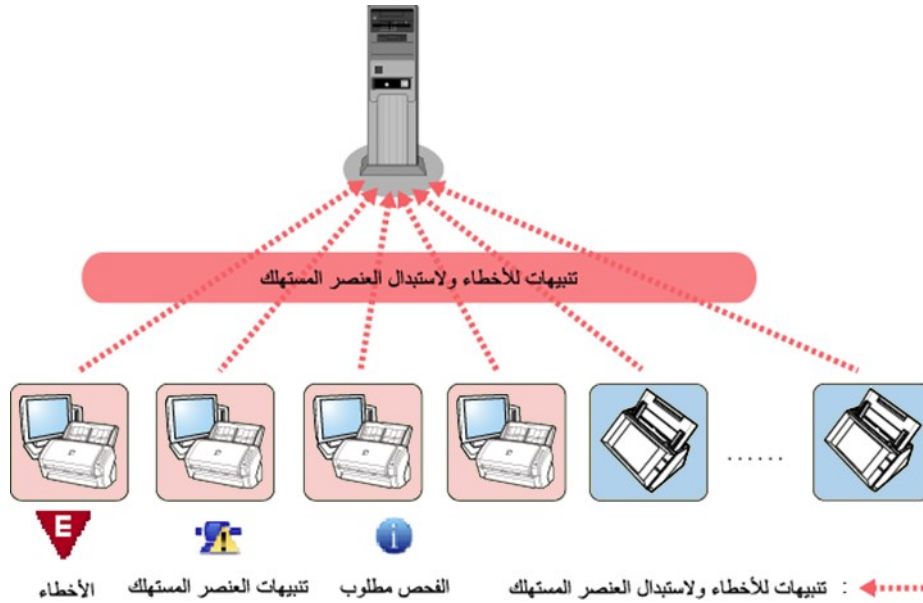 تنبيهات للأخطاء ولاستبدال العنصر المستهلك
......
E
i
الأخطاء
تنبيهات العنصر المستهلك
الفحص مطلوب
: تنبيهات للأخطاء ولاستبدال العنصر المستهلك